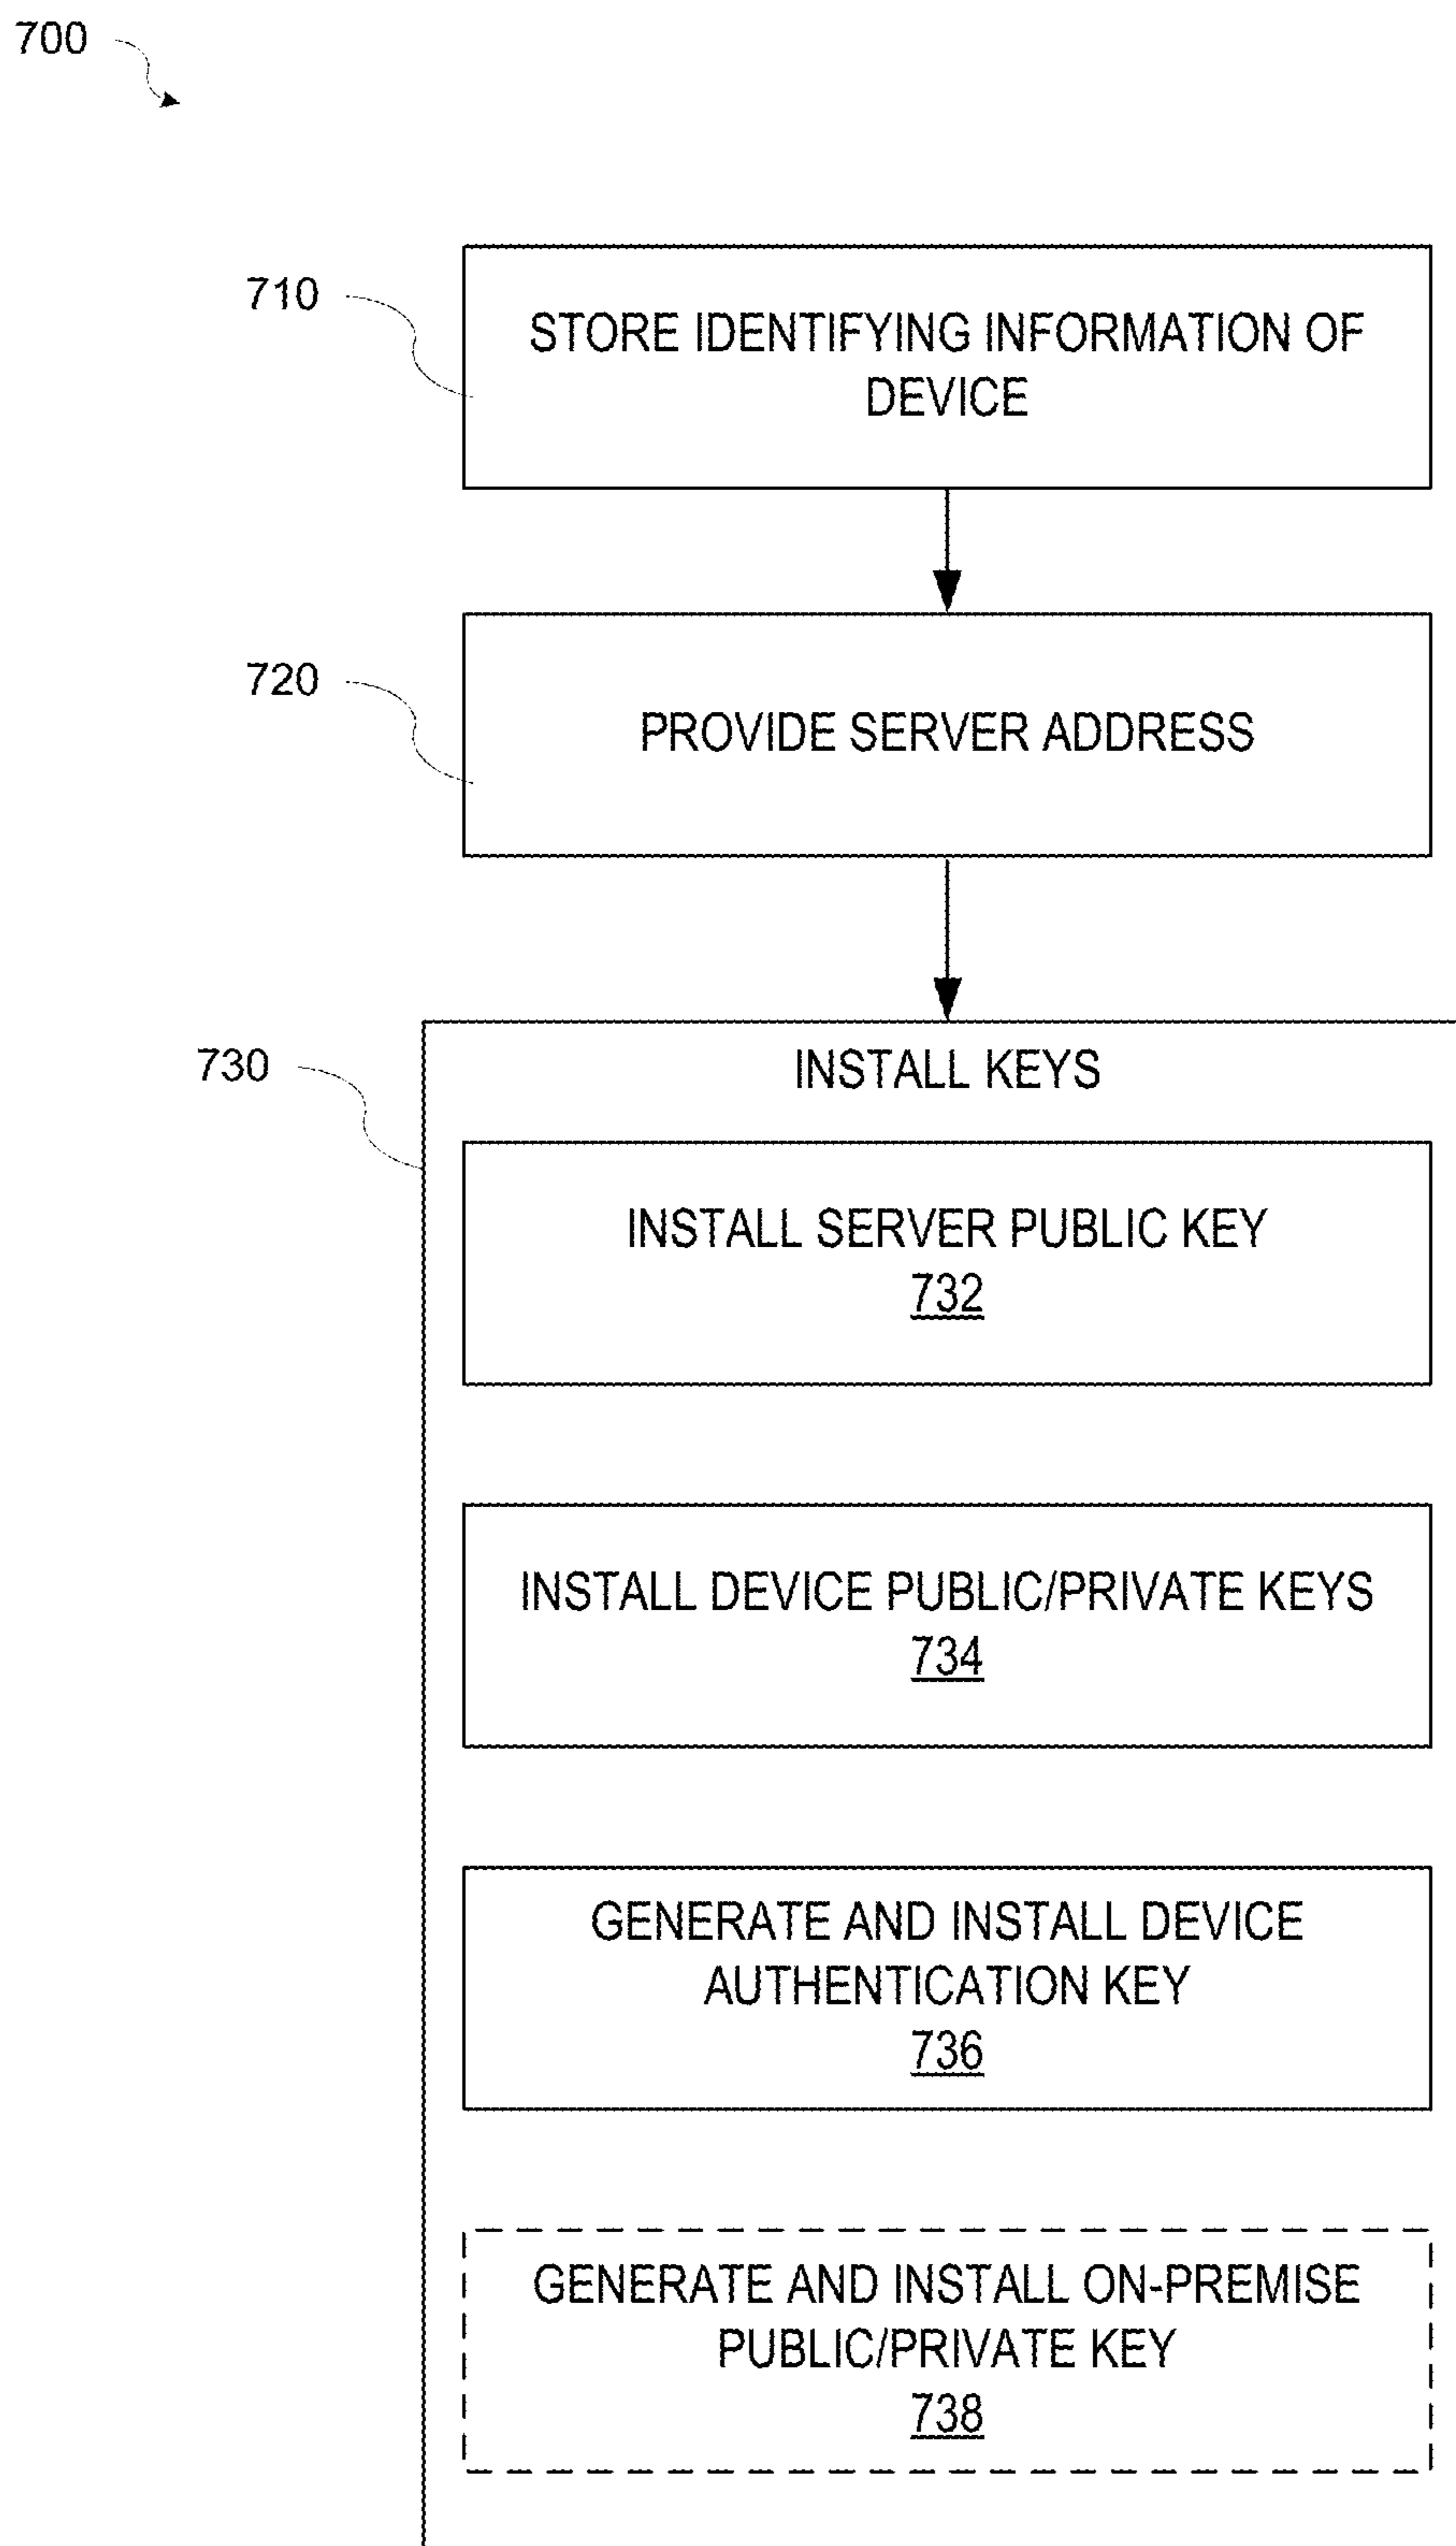 700
710
STORE IDENTIFYING INFORMATION OF
DEVICE
720
PROVIDE SERVER ADDRESS
730
INSTALL KEYS
INSTALL SERVER PUBLIC KEY
732
INSTALL DEVICE PUBLIC/PRIVATE KEYS
734
GENERATE AND INSTALL DEVICE
AUTHENTICATION KEY
736
GENERATE AND INSTALL ON-PREMISE
PUBLIC/PRIVATE KEY
738